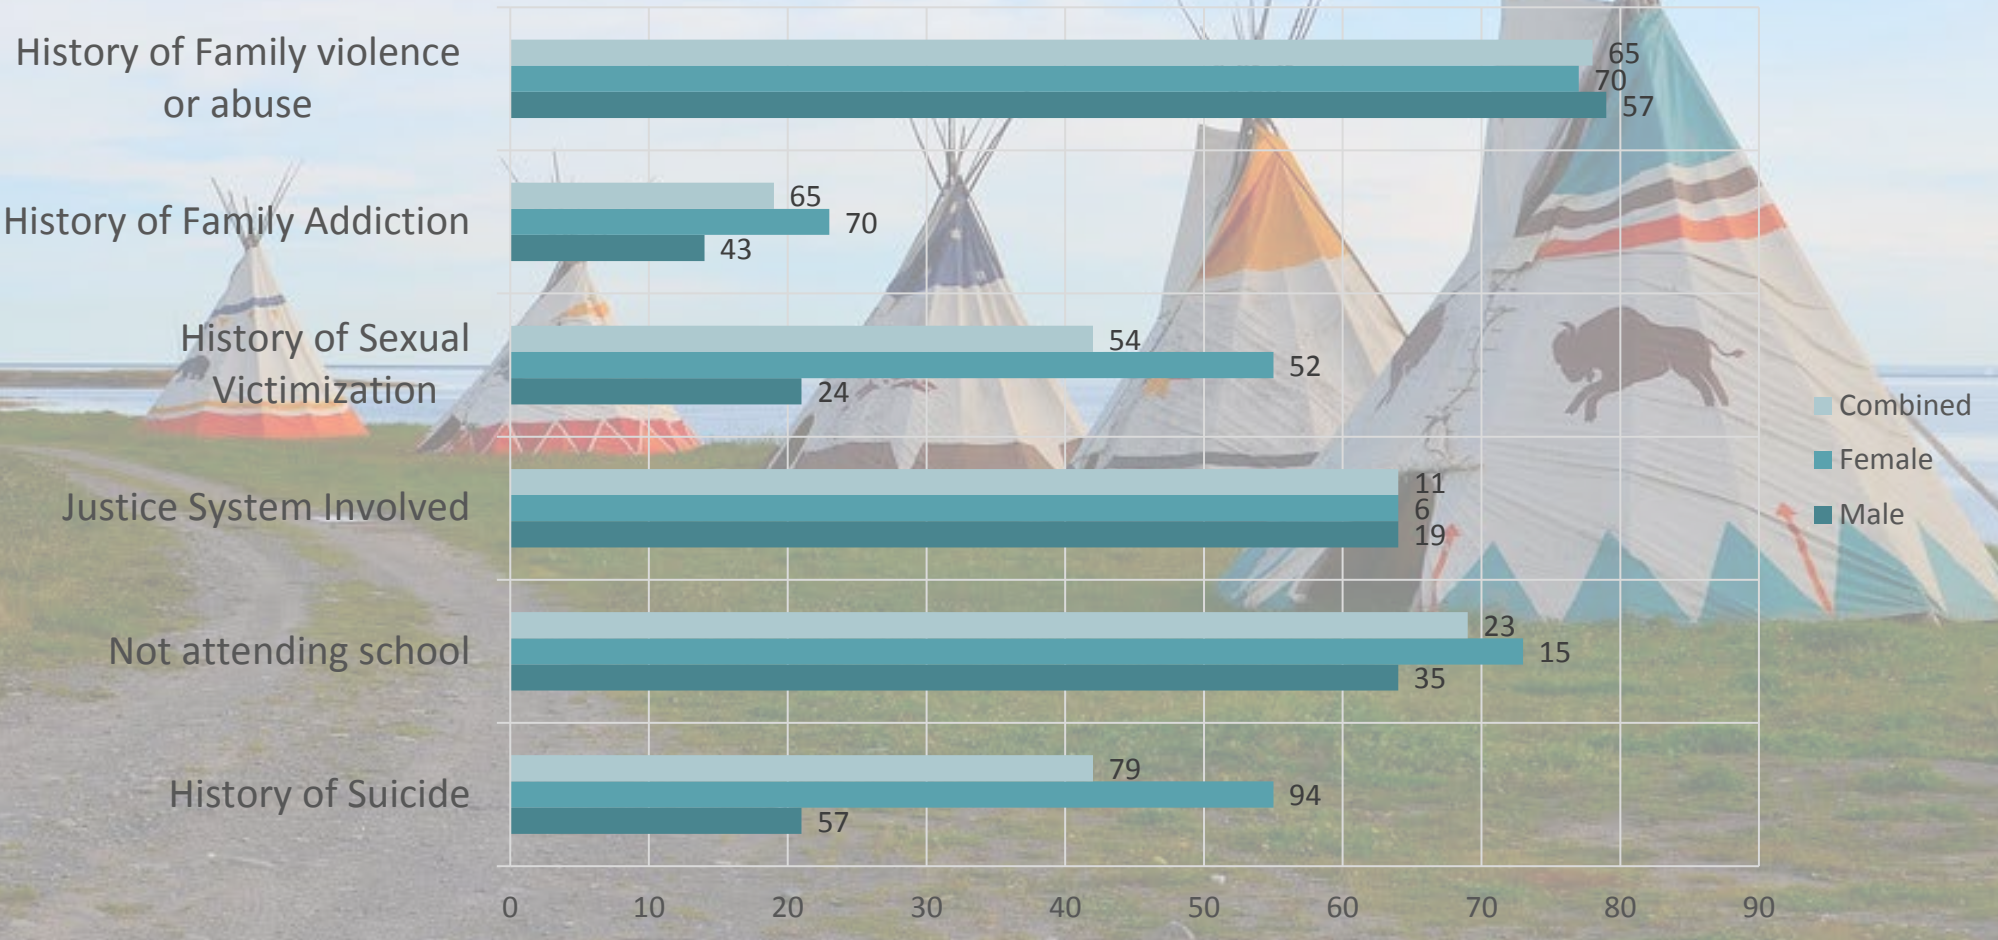 History of Family violence
or abuse
65
70
57
History of Family Addiction
65
70
43
History of Sexual
Victimization
54
52
24
Justice System Involved
11
6
19
Not attending school
23
15
35
History of Suicide
79
94
57
0 10 20 30 40 50 60 70 80 90
Combined
Female
Male